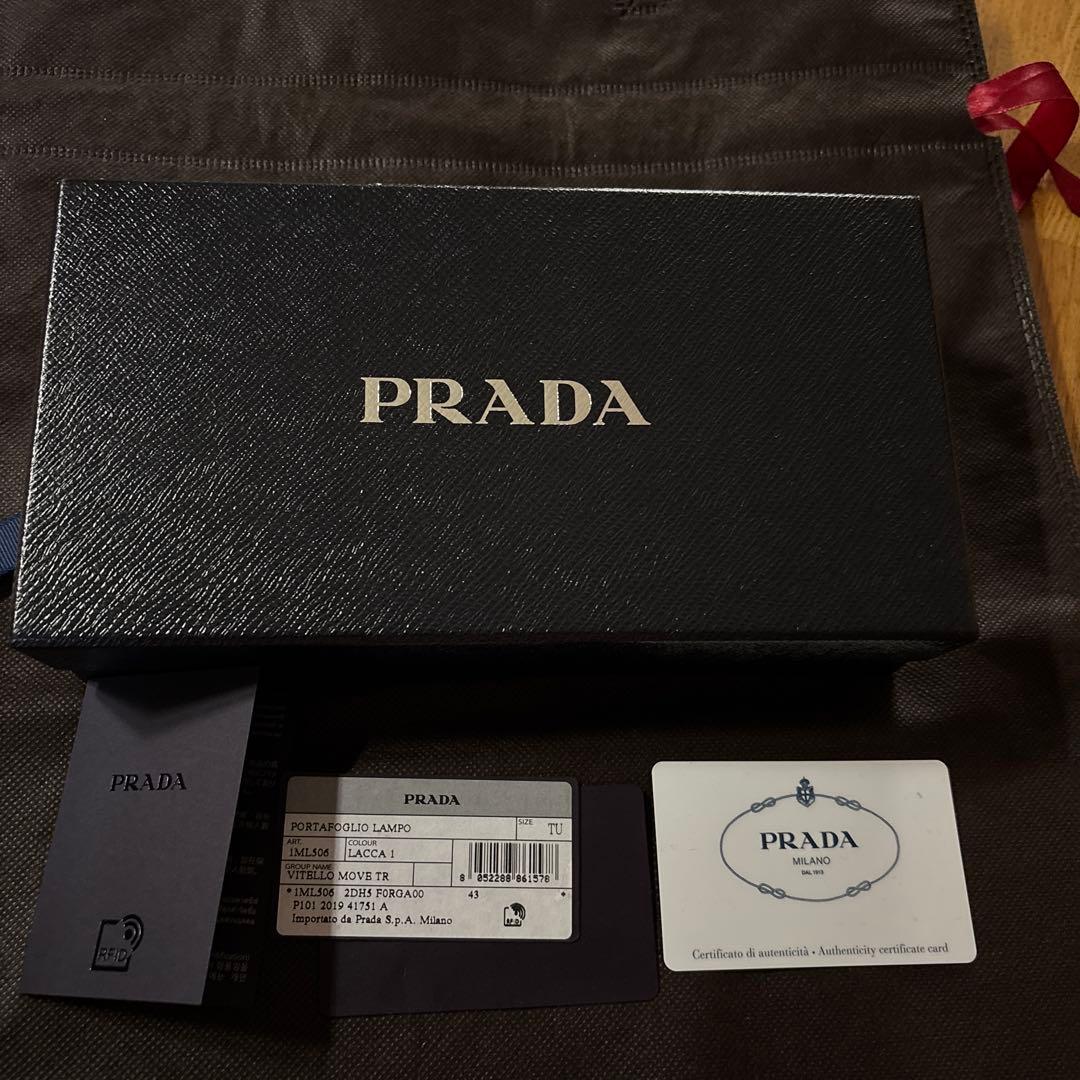 PRADA
PRADA
RFID
PRADA
PORTAFOGLIO LAMPO
SIZE
TU
ART.
1ML506
COLOUR
LACCA 1
GROUP NAME
VITELLO MOVE TR
8 052288 861578
*1ML506 2DH5 F0RGA00 43 *
P101 2019 41751 A
Importato da Prada S.p.A. Milano
RFID
PRADA
MILANO
DAL 1913
Certificato di autenticità • Authenticity certificate card